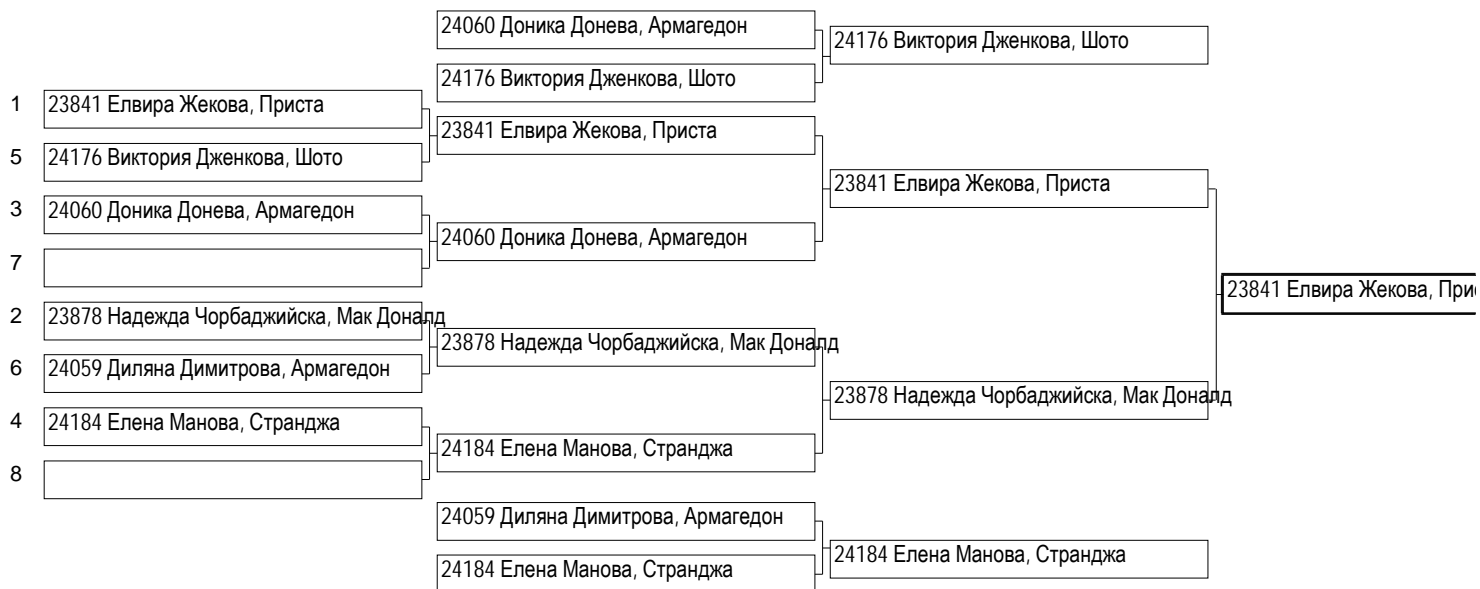 24060 Доника Донева, Армагедон
24176 Виктория Дженкова, Шото
24176 Виктория Дженкова, Шото
1 23841 Елвира Жекова, Приста
23841 Елвира Жекова, Приста
5 24176 Виктория Дженкова, Шото
23841 Елвира Жекова, Приста
3 24060 Доника Донева, Армагедон
24060 Доника Донева, Армагедон
7
23841 Елвира Жекова, При
2 23878 Надежда Чорбаджийска, Мак Доналд
23878 Надежда Чорбаджийска, Мак Доналд
6 24059 Диляна Димитрова, Армагедон
23878 Надежда Чорбаджийска, Мак Доналд
4 24184 Елена Манова, Странджа
24184 Елена Манова, Странджа
8
24059 Диляна Димитрова, Армагедон
24184 Елена Манова, Странджа
24184 Елена Манова, Странджа